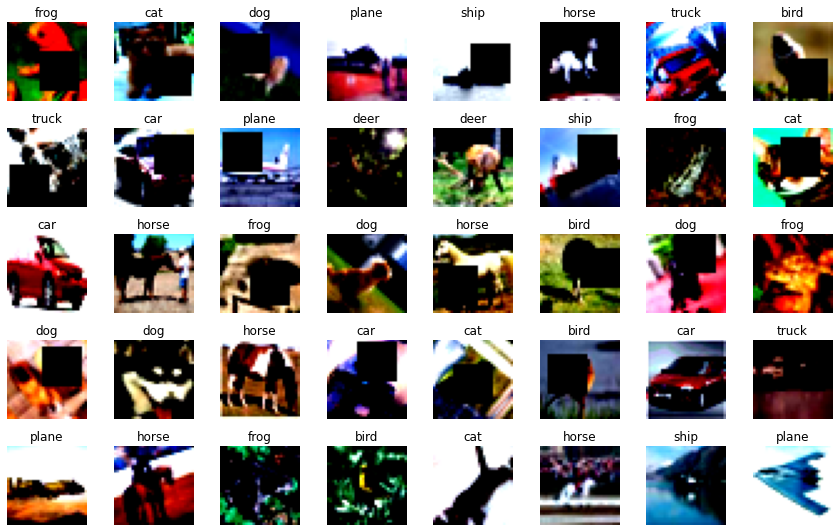 frog cat dog plane ship horse truck bird
truck car plane deer deer ship frog cat
car horse frog dog horse bird dog frog
dog dog horse car cat bird car truck
plane horse frog bird cat horse ship plane